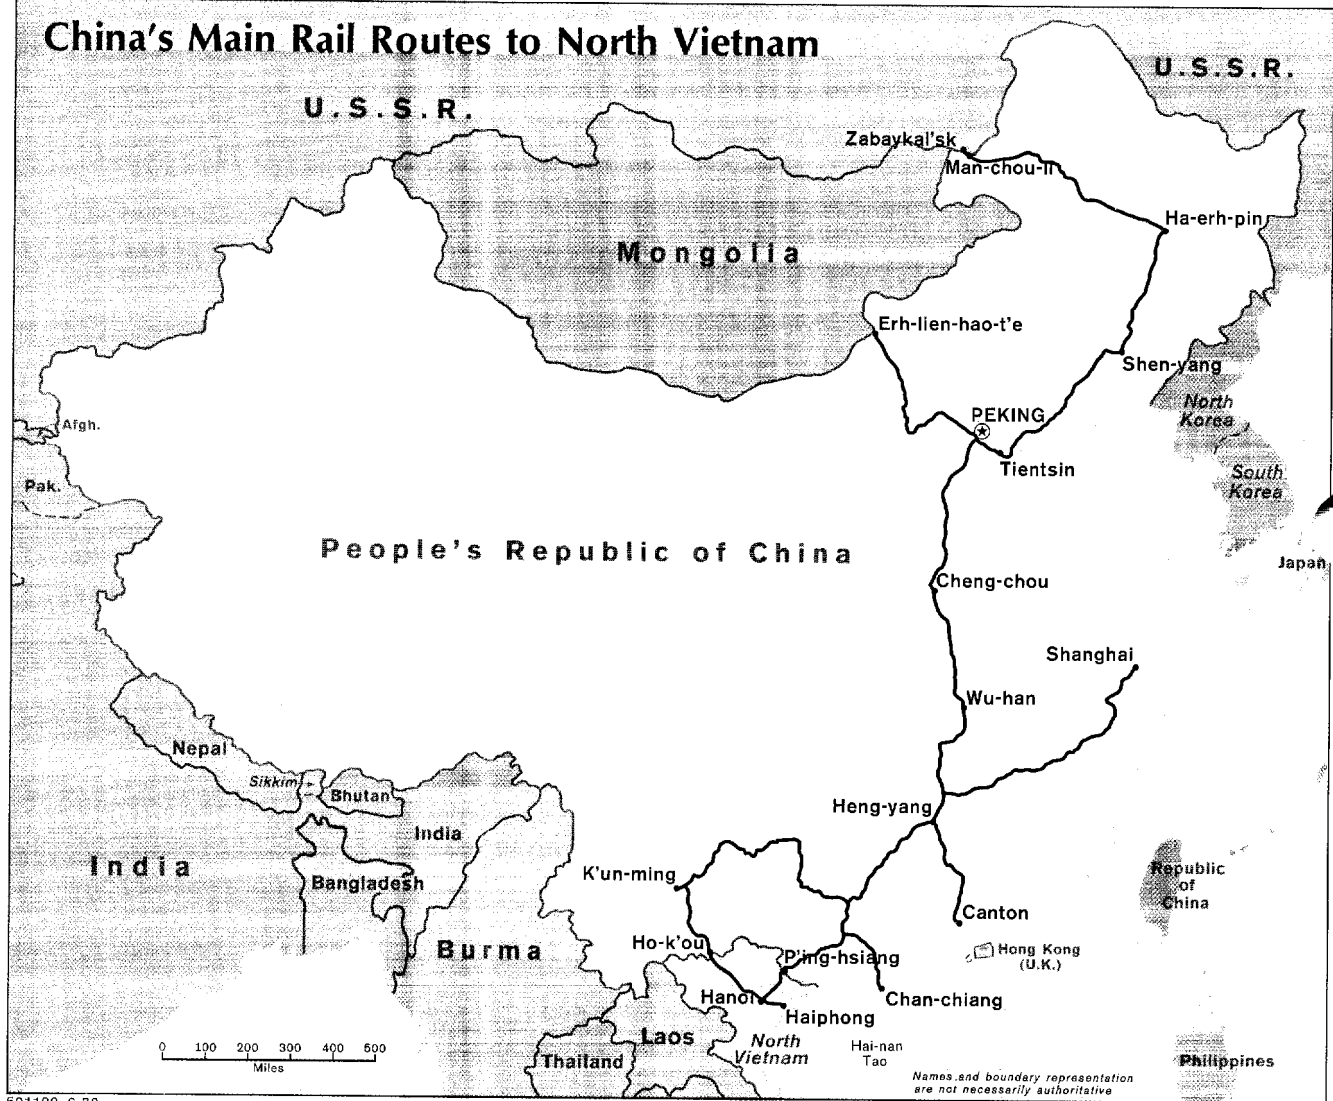 China's Main Rail Routes to North Vietnam
U.S.S.R.
U.S.S.R.
Zabaykal'sk
Man-chou-li
Ha-erh-pin
Mongolia
Erh-lien-hao-t'e
Shen-yang
North
Korea
PEKING
Afgh.
Tientsin
South
Korea
Pak.
People's Republic of China
Japan
Cheng-chou
Shanghai
Wu-han
Nepal
Sikkim
Bhutan
Heng-yang
India
India
K'un-ming
Bangladesh
Republic
of
China
Canton
Burma
Ho-k'ou
P'ing-hsiang
Hong Kong
(U.K.)
Hanoi
Chan-chiang
Haiphong
Laos
North
Vietnam
Hai-nan
Tao
0 100 200 300 400 500
Miles
Thailand
Philippines
Names and boundary representation
are not necessarily authoritative